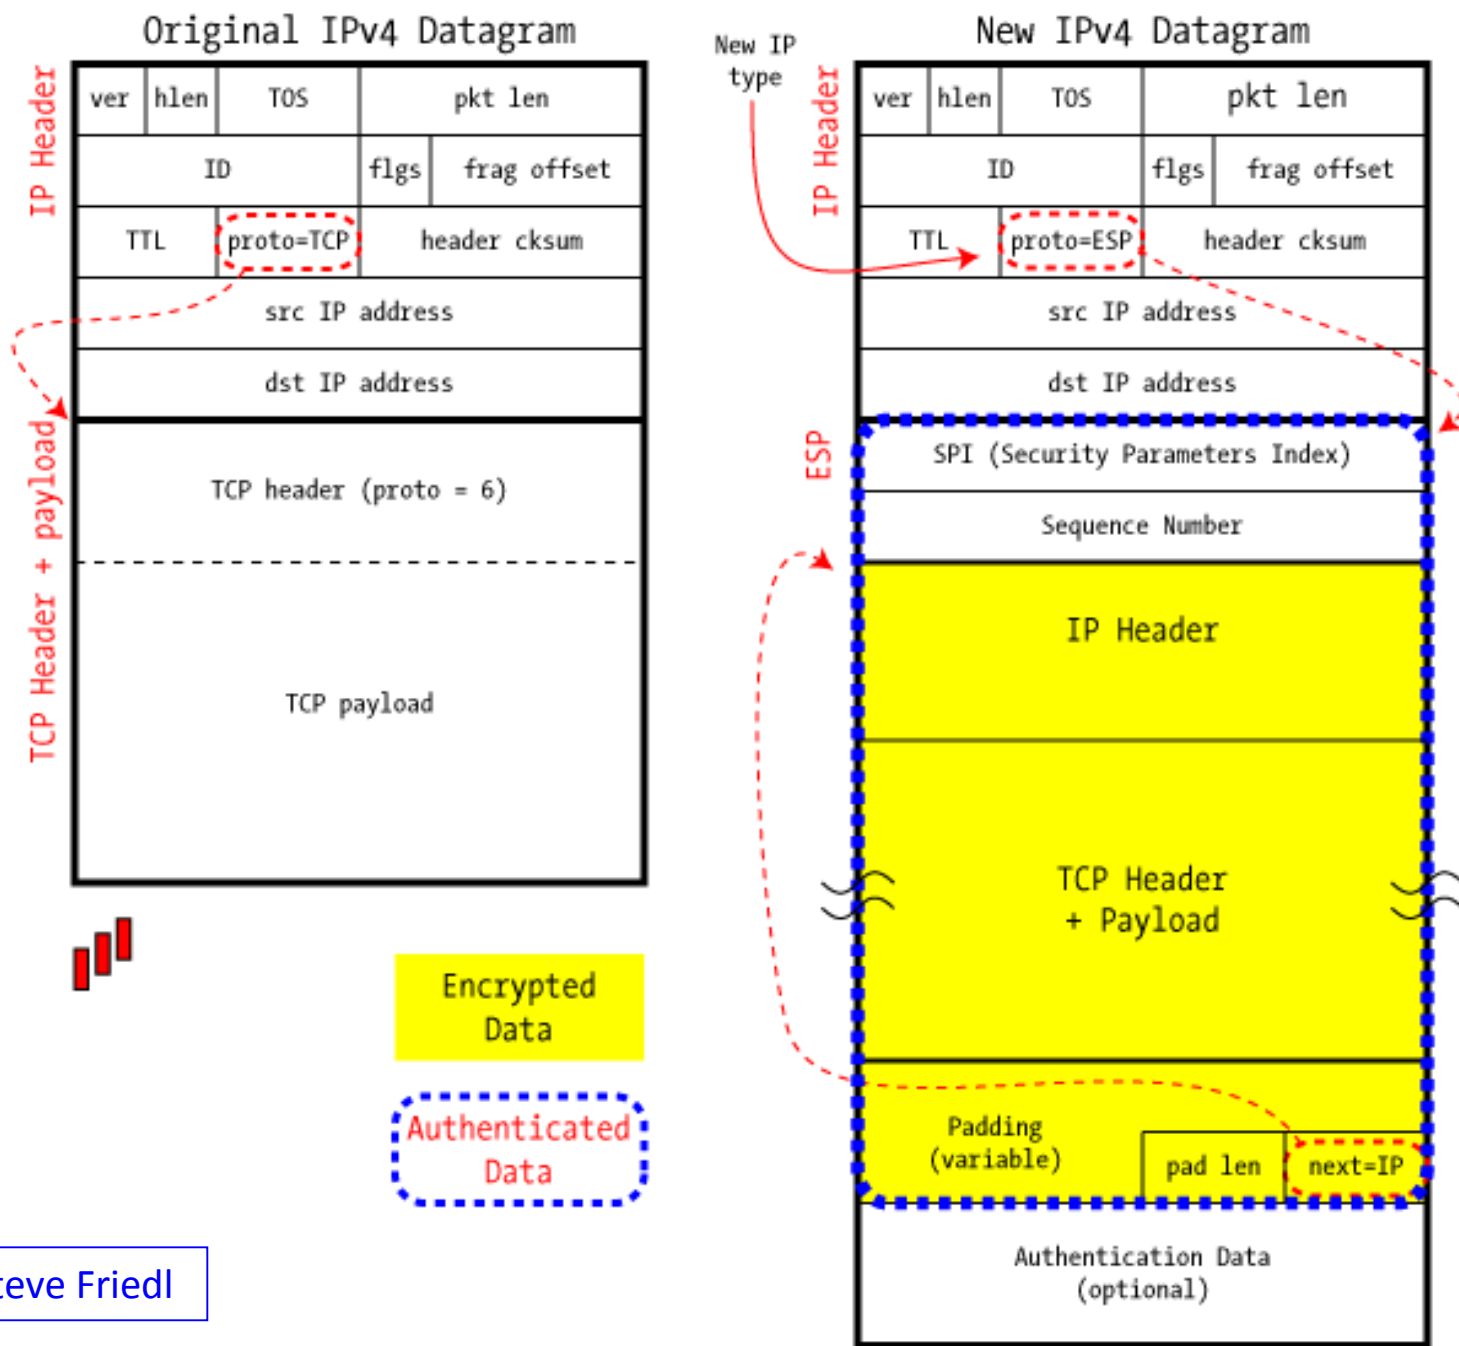 Original IPv4 Datagram
IP Header
ver hlen TOS pkt len
ID flgs frag offset
TTL proto=TCP header cksum
src IP address
dst IP address
TCP Header + payload
TCP header (proto = 6)
TCP payload
Encrypted
Data
Authenticated
Data
New IP
type
New IPv4 Datagram
IP Header
ver hlen TOS pkt len
ID flgs frag offset
TTL proto=ESP header cksum
src IP address
dst IP address
ESP
SPI (Security Parameters Index)
Sequence Number
IP Header
TCP Header
+ Payload
Padding
(variable)
pad len next=IP
Authentication Data
(optional)
Friedl